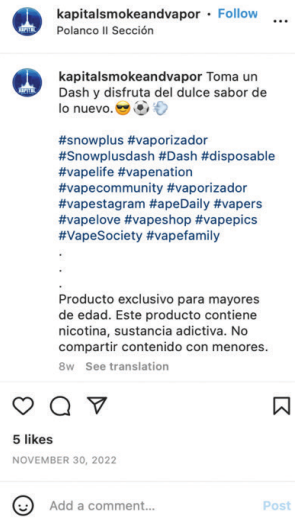 kapitalsmokeandvapor • Follow ...
Polanco II Sección
KAPITAL
kapitalsmokeandvapor Toma un
Dash y disfruta del dulce sabor de
lo nuevo.😎⚽💨
#snowplus #vaporizador
#Snowplusdash #Dash #disposable
#vapelife #vapenation
#vapecommunity #vaporizador
#vapestagram #apeDaily #vapers
#vapelove #vapeshop #vapepics
#VapeSociety #vapefamily
.
.
.
Producto exclusivo para mayores
de edad. Este producto contiene
nicotina, sustancia adictiva. No
compartir contenido con menores.
8w See translation
5 likes
NOVEMBER 30, 2022
Add a comment... Post